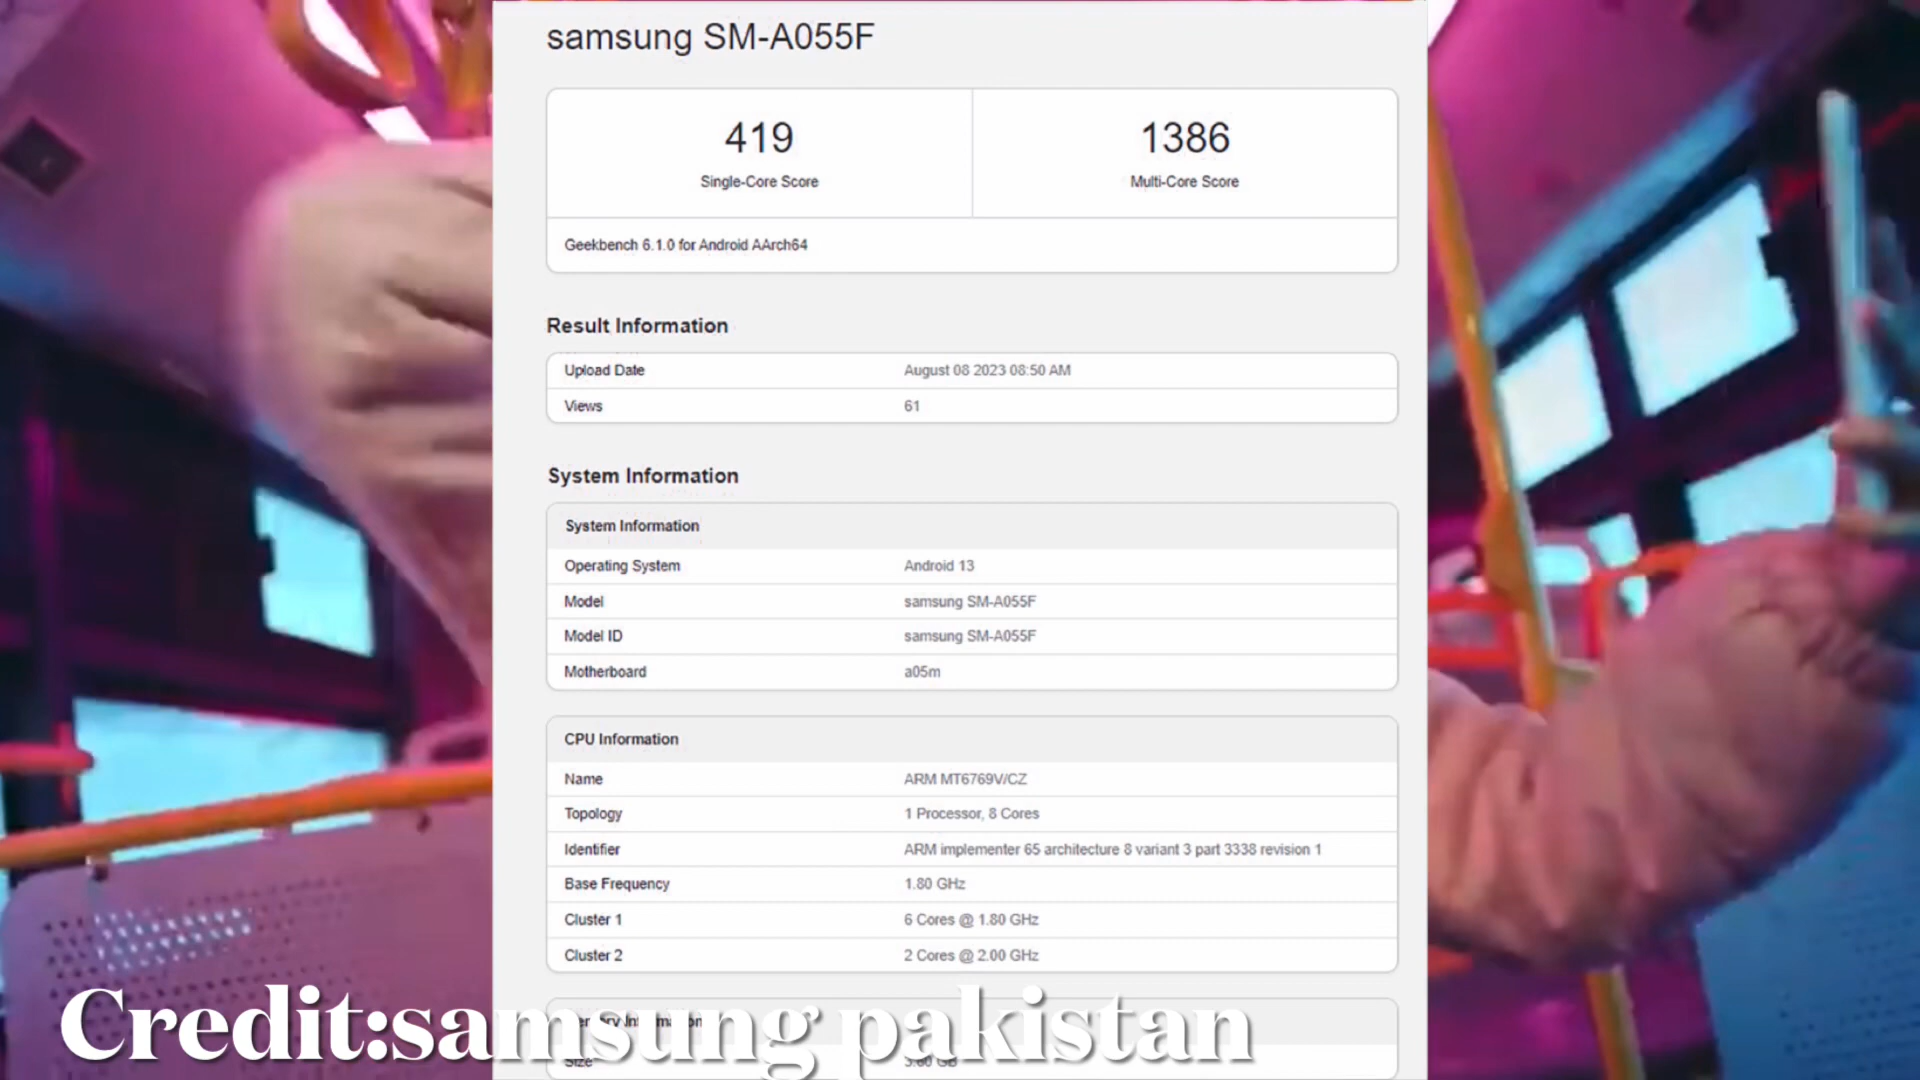 samsung SM-A055F
419 1386
Single-Core Score Multi-Core Score
Geekbench 6.1.0 for Android AArch64
Result Information
Upload Date August 08 2023 08:50 AM
Views 61
System Information
System Information
Operating System Android 13
Model samsung SM-A055F
Model ID samsung SM-A055F
Motherboard a05m
CPU Information
Name ARM MT6769V/CZ
Topology 1 Processor, 8 Cores
Identifier ARM implementer 65 architecture 8 variant 3 part 3338 revision 1
Base Frequency 1.80 GHz
Cluster 1 6 Cores @ 1.80 GHz
Cluster 2 2 Cores @ 2.00 GHz
Credit:samsung pakistan
Size GB